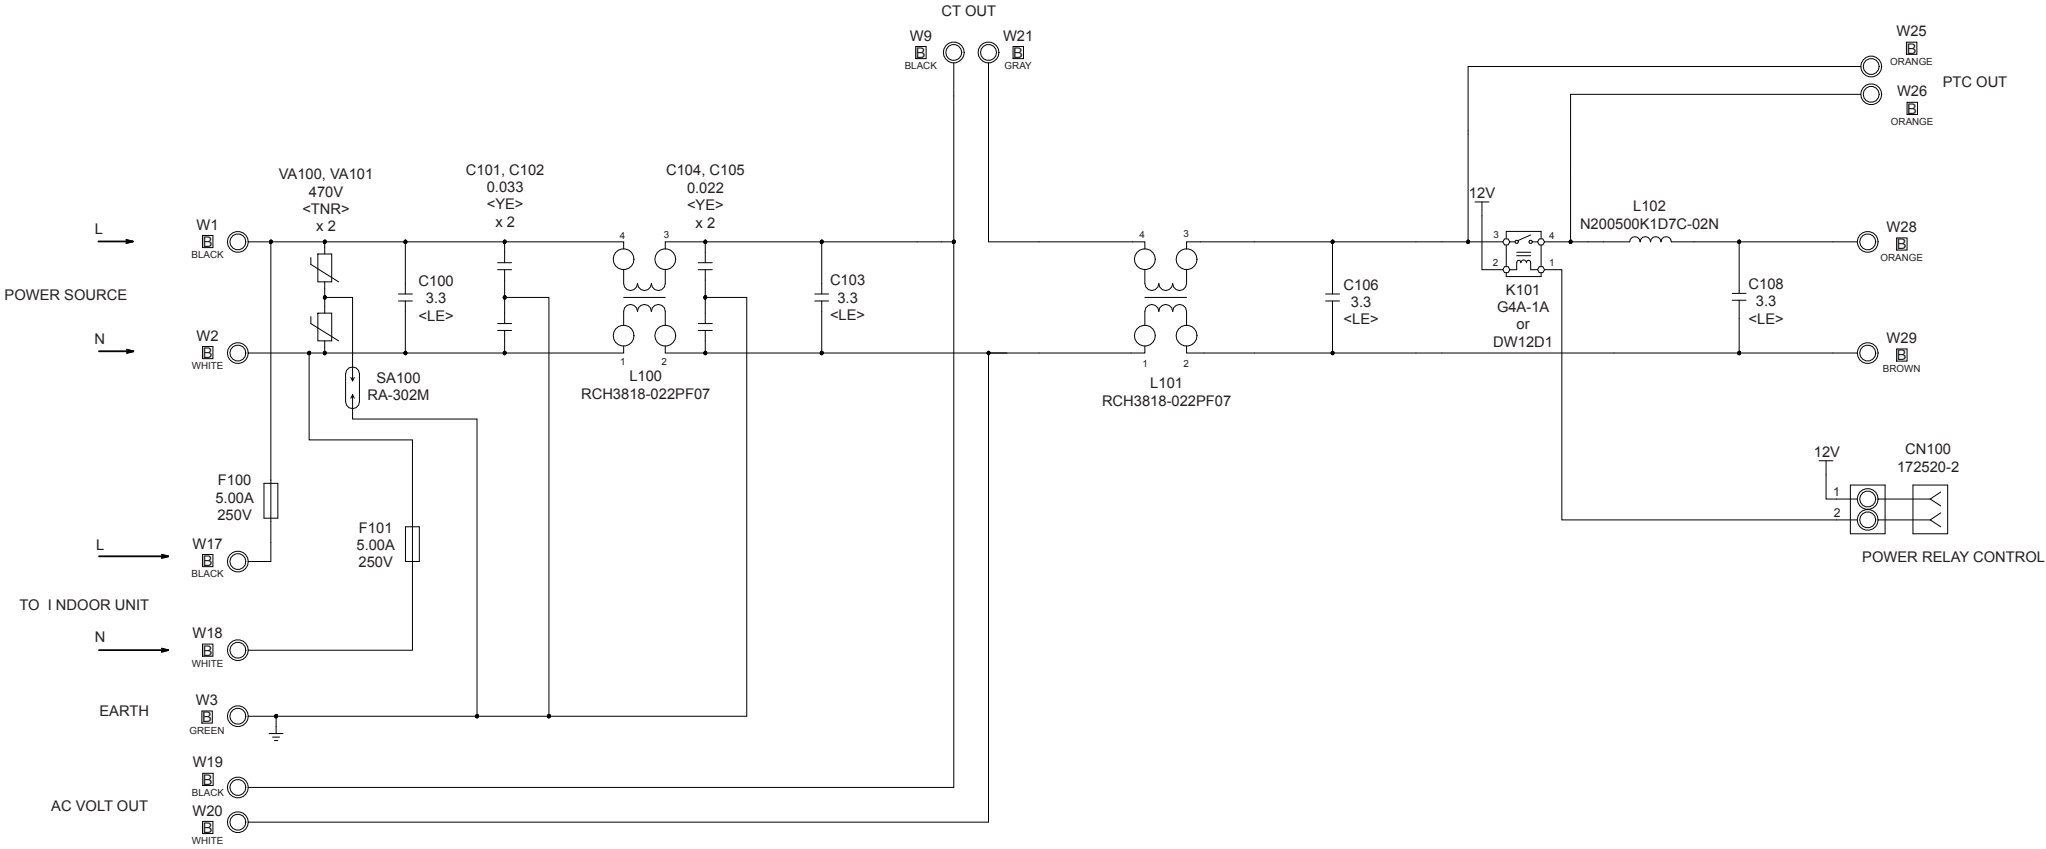 CT OUT
W9
B
BLACK
W21
B
GRAY
W25
B
ORANGE
PTC OUT
W26
B
ORANGE
VA100, VA101
470V
<TNR>
x 2
C101, C102
0.033
<YE>
x 2
C104, C105
0.022
<YE>
x 2
12V
L102
N200500K1D7C-02N
L
W1
B
BLACK
4
3
4
3
3
4
2
1
W28
B
ORANGE
POWER SOURCE
C100
3.3
<LE>
C103
3.3
<LE>
C106
3.3
<LE>
K101
G4A-1A
or
DW12D1
C108
3.3
<LE>
N
W2
B
WHITE
1
2
1
2
W29
B
BROWN
SA100
RA-302M
L100
RCH3818-022PF07
L101
RCH3818-022PF07
12V
CN100
172520-2
1
2
POWER RELAY CONTROL
F100
5.00A
250V
F101
5.00A
250V
L
W17
B
BLACK
TO I NDOOR UNIT
N
W18
B
WHITE
EARTH
W3
B
GREEN
W19
B
BLACK
AC VOLT OUT
W20
B
WHITE